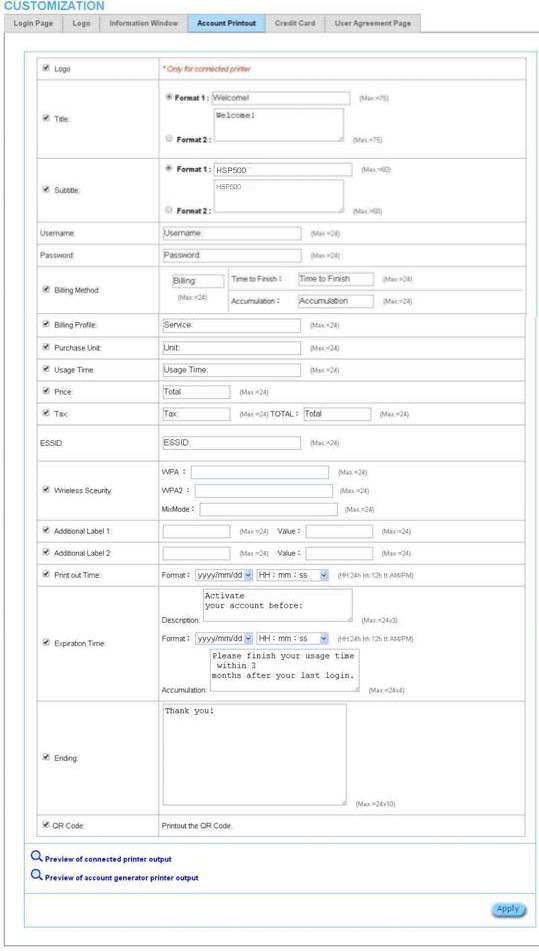 CUSTOMIZATION
Login Page Logo Information Window Account Printout Credit Card User Agreement Page
Logo * Only for connected printer
Title: Format 1 : Welcome! (Max.=75)
Welcome!
Format 2 : (Max.=75)
Subtitle: Format 1 : HSP500 (Max.=60)
HSP500
Format 2 : (Max.=60)
Username: Username: (Max.=24)
Password: Password: (Max.=24)
Billing Method Billing: (Max.=24) Time to Finish : Time to Finish (Max.=24)
Accumulation : Accumulation (Max.=24)
Billing Profile: Service: (Max.=24)
Purchase Unit: Unit: (Max.=24)
Usage Time: Usage Time: (Max.=24)
Price: Total (Max.=24)
Tax: Tax: (Max.=24) TOTAL : Total (Max.=24)
ESSID: ESSID: (Max.=24)
WPA : (Max.=24)
Wrieless Sceurity WPA2 : (Max.=24)
MixMode : (Max.=24)
Additional Label 1: (Max.=24) Value : (Max.=24)
Additional Label 2: (Max.=24) Value : (Max.=24)
Print out Time: Format : yyyy/mm/dd HH : mm : ss (HH:24h hh:12h tt:AM/PM)
Activate
your account before:
Description: (Max.=24x3)
Expiration Time: Format : yyyy/mm/dd HH : mm : ss (HH:24h hh:12h tt:AM/PM)
Please finish your usage time
within 3
months after your last login.
Accumulation: (Max.=24x4)
Thank you!
Ending:
(Max.=24x10)
QR Code: Printout the QR Code.
Preview of connected printer output
Preview of account generator printer output
Apply